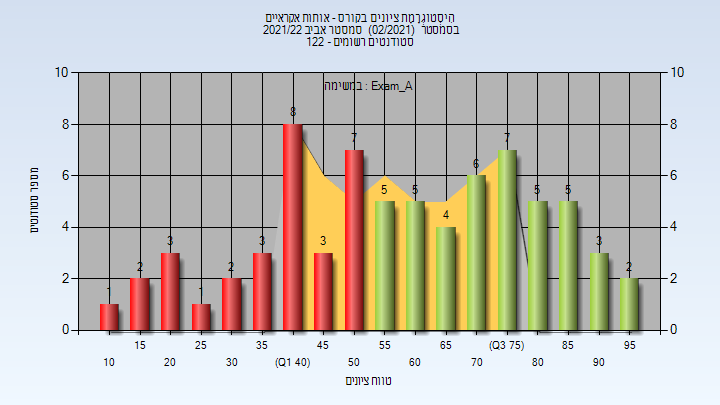 היסטוגרמת ציונים בקורס - אותות אקראיים
בסמסטר (02/2021) סמסטר אביב 2021/22
סטודנטים רשומים - 122
במשימה : Exam_A
10 10
8 8
6 6
4 4
2 2
0 0
1 2 3 1 2 3 8 3 7 5 5 4 6 7 5 5 3 2
מספר סטודנטים
15 25 35 45 55 65 (Q3 75) 85 95
10 20 30 (Q1 40) 50 60 70 80 90
טווח ציונים